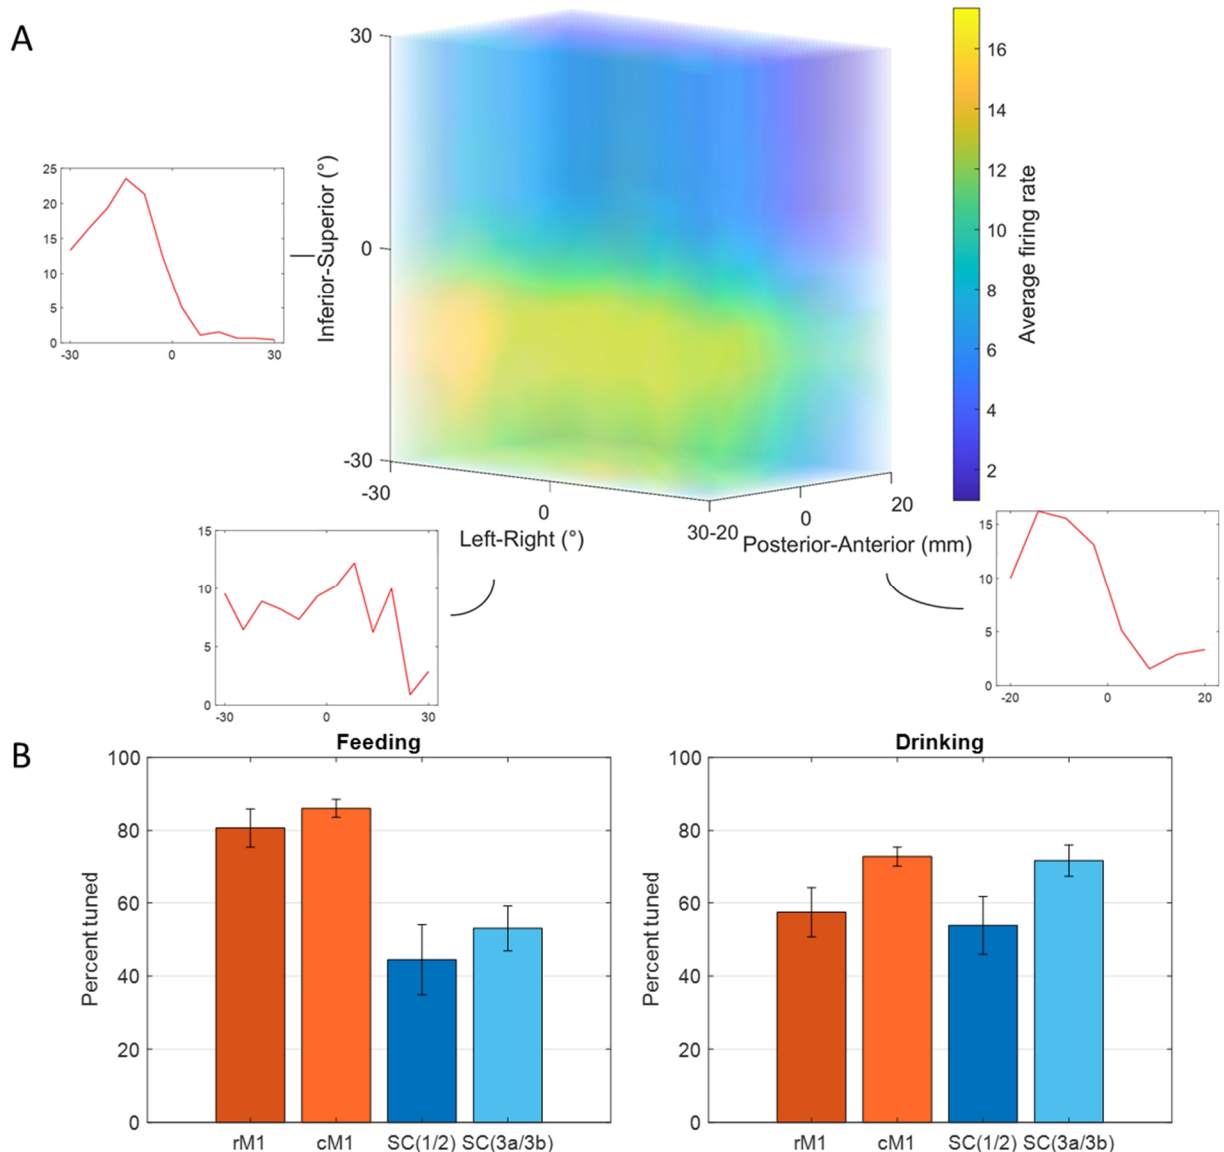 A
30
0
-30
Inferior-Superior (°)
-30
0
30
Left-Right (°)
-20
0
20
Posterior-Anterior (mm)
16
14
12
10
8
6
4
2
Average firing rate
25
20
15
10
5
0
-30
0
30
15
10
5
0
-30
0
30
15
10
5
0
-20
0
20
B
Feeding
100
80
60
40
20
0
Percent tuned
rM1
cM1
SC(1/2)
SC(3a/3b)
Drinking
100
80
60
40
20
0
Percent tuned
rM1
cM1
SC(1/2)
SC(3a/3b)